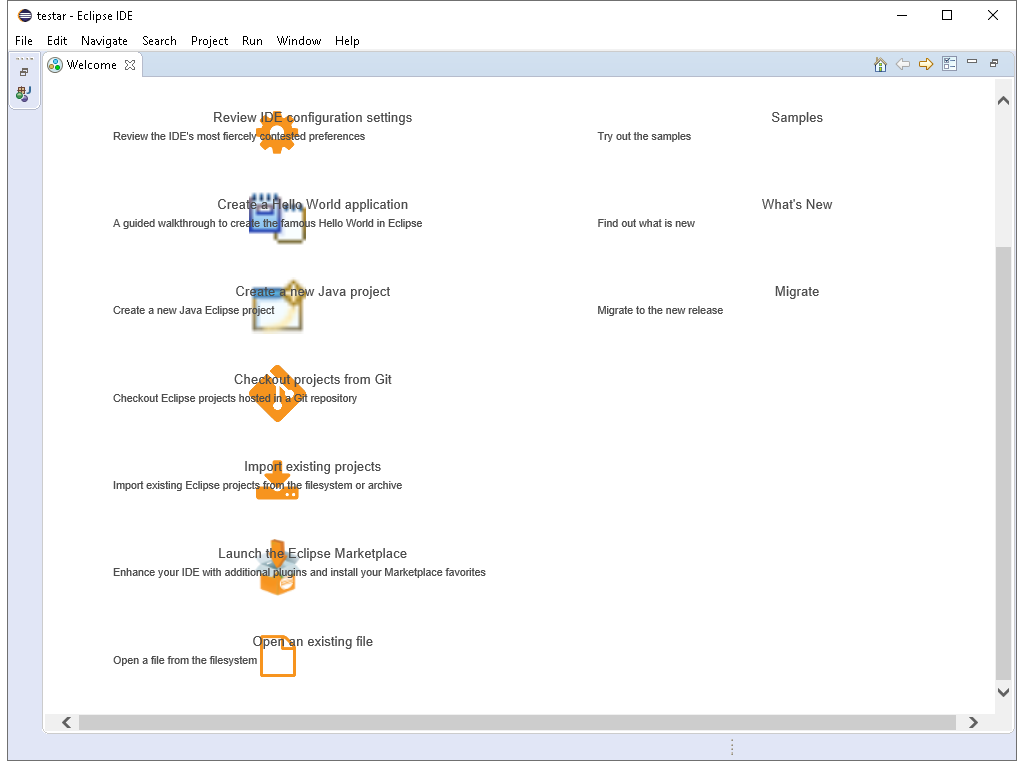 testar - Eclipse IDE
File Edit Navigate Search Project Run Window Help
Welcome
Review IDE configuration settings
Review the IDE's most fiercely contested preferences
Samples
Try out the samples
Create a Hello World application
A guided walkthrough to create the famous Hello World in Eclipse
What's New
Find out what is new
Create a new Java project
Create a new Java Eclipse project
Migrate
Migrate to the new release
Checkout projects from Git
Checkout Eclipse projects hosted in a Git repository
Import existing projects
Import existing Eclipse projects from the filesystem or archive
Launch the Eclipse Marketplace
Enhance your IDE with additional plugins and install your Marketplace favorites
Open an existing file
Open a file from the filesystem